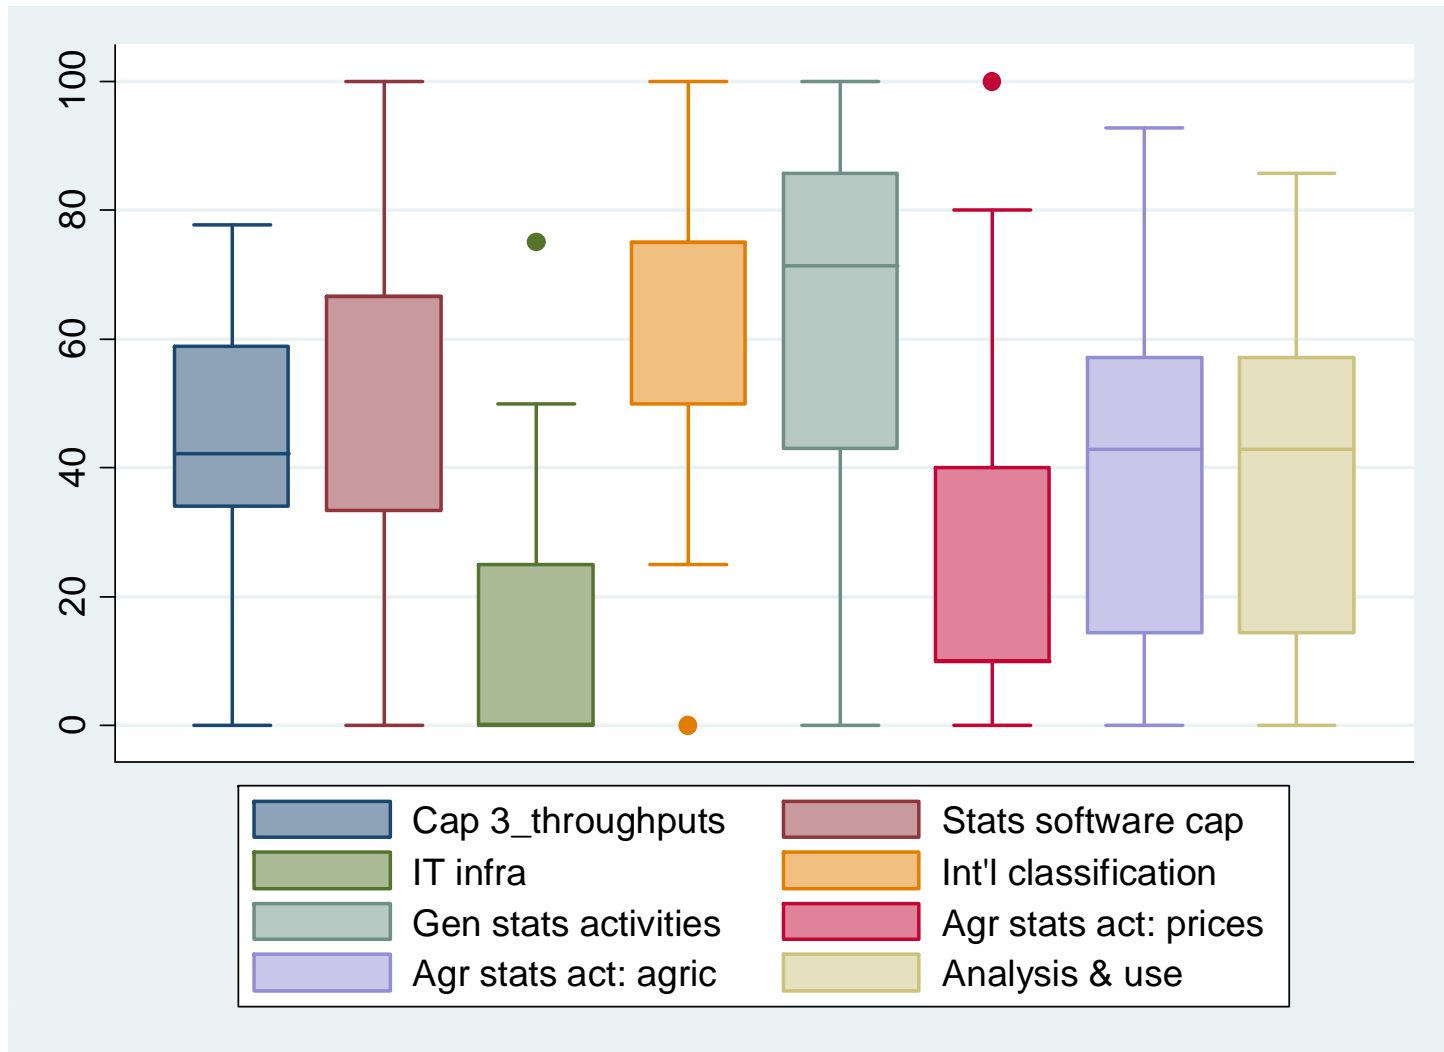 100
80
60
40
20
0
Cap 3_throughputs
Stats software cap
IT infra
Int'l classification
Gen stats activities
Agr stats act: prices
Agr stats act: agric
Analysis & use